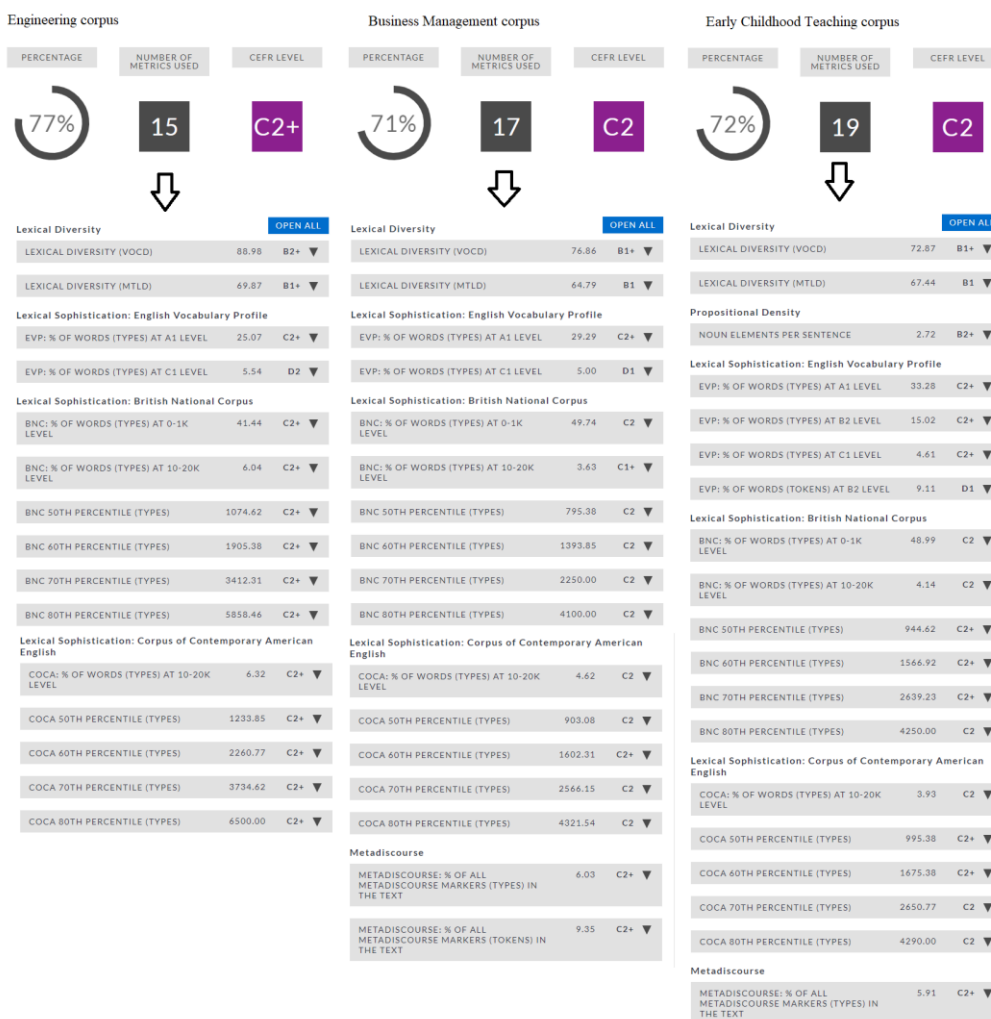 Engineering corpus
PERCENTAGE
NUMBER OF
METRICS USED
CEFR LEVEL
77%
15
C2+
OPEN ALL
Lexical Diversity
LEXICAL DIVERSITY (VOCD) 88.98 B2+ ▼
LEXICAL DIVERSITY (MTLD) 69.87 B1+ ▼
Lexical Sophistication: English Vocabulary Profile
EVP: % OF WORDS (TYPES) AT A1 LEVEL 25.07 C2+ ▼
EVP: % OF WORDS (TYPES) AT C1 LEVEL 5.54 D2 ▼
Lexical Sophistication: British National Corpus
BNC: % OF WORDS (TYPES) AT 0-1K 41.44 C2+ ▼
LEVEL
BNC: % OF WORDS (TYPES) AT 10-20K 6.04 C2+ ▼
LEVEL
BNC 50TH PERCENTILE (TYPES) 1074.62 C2+ ▼
BNC 60TH PERCENTILE (TYPES) 1905.38 C2+ ▼
BNC 70TH PERCENTILE (TYPES) 3412.31 C2+ ▼
BNC 80TH PERCENTILE (TYPES) 5858.46 C2+ ▼
Lexical Sophistication: Corpus of Contemporary American
English
COCA: % OF WORDS (TYPES) AT 10-20K 6.32 C2+ ▼
LEVEL
COCA 50TH PERCENTILE (TYPES) 1233.85 C2+ ▼
COCA 60TH PERCENTILE (TYPES) 2260.77 C2+ ▼
COCA 70TH PERCENTILE (TYPES) 3734.62 C2+ ▼
COCA 80TH PERCENTILE (TYPES) 6500.00 C2+ ▼
Business Management corpus
PERCENTAGE
NUMBER OF
METRICS USED
CEFR LEVEL
71%
17
C2
OPEN ALL
Lexical Diversity
LEXICAL DIVERSITY (VOCD) 76.86 B1+ ▼
LEXICAL DIVERSITY (MTLD) 64.79 B1 ▼
Lexical Sophistication: English Vocabulary Profile
EVP: % OF WORDS (TYPES) AT A1 LEVEL 29.29 C2+ ▼
EVP: % OF WORDS (TYPES) AT C1 LEVEL 5.00 D1 ▼
Lexical Sophistication: British National Corpus
BNC: % OF WORDS (TYPES) AT 0-1K 49.74 C2 ▼
LEVEL
BNC: % OF WORDS (TYPES) AT 10-20K 3.63 C1+ ▼
LEVEL
BNC 50TH PERCENTILE (TYPES) 795.38 C2 ▼
BNC 60TH PERCENTILE (TYPES) 1393.85 C2 ▼
BNC 70TH PERCENTILE (TYPES) 2250.00 C2 ▼
BNC 80TH PERCENTILE (TYPES) 4100.00 C2 ▼
Lexical Sophistication: Corpus of Contemporary American
English
COCA: % OF WORDS (TYPES) AT 10-20K 4.62 C2 ▼
LEVEL
COCA 50TH PERCENTILE (TYPES) 903.08 C2 ▼
COCA 60TH PERCENTILE (TYPES) 1602.31 C2+ ▼
COCA 70TH PERCENTILE (TYPES) 2566.15 C2 ▼
COCA 80TH PERCENTILE (TYPES) 4321.54 C2 ▼
Metadiscourse
METADISCOURSE: % OF ALL 6.03 C2+ ▼
METADISCOURSE MARKERS (TYPES) IN
THE TEXT
METADISCOURSE: % OF ALL 9.35 C2+ ▼
METADISCOURSE MARKERS (TOKENS) IN
THE TEXT
Early Childhood Teaching corpus
PERCENTAGE
NUMBER OF
METRICS USED
CEFR LEVEL
72%
19
C2
OPEN ALL
Lexical Diversity
LEXICAL DIVERSITY (VOCD) 72.87 B1+ ▼
LEXICAL DIVERSITY (MTLD) 67.44 B1 ▼
Propositional Density
NOUN ELEMENTS PER SENTENCE 2.72 B2+ ▼
Lexical Sophistication: English Vocabulary Profile
EVP: % OF WORDS (TYPES) AT A1 LEVEL 33.28 C2+ ▼
EVP: % OF WORDS (TYPES) AT B2 LEVEL 15.02 C2+ ▼
EVP: % OF WORDS (TYPES) AT C1 LEVEL 4.61 C2+ ▼
EVP: % OF WORDS (TOKENS) AT B2 LEVEL 9.11 D1 ▼
Lexical Sophistication: British National Corpus
BNC: % OF WORDS (TYPES) AT 0-1K 48.99 C2 ▼
LEVEL
BNC: % OF WORDS (TYPES) AT 10-20K 4.14 C2 ▼
LEVEL
BNC 50TH PERCENTILE (TYPES) 944.62 C2+ ▼
BNC 60TH PERCENTILE (TYPES) 1566.92 C2+ ▼
BNC 70TH PERCENTILE (TYPES) 2639.23 C2+ ▼
BNC 80TH PERCENTILE (TYPES) 4250.00 C2 ▼
Lexical Sophistication: Corpus of Contemporary American
English
COCA: % OF WORDS (TYPES) AT 10-20K 3.93 C2 ▼
LEVEL
COCA 50TH PERCENTILE (TYPES) 995.38 C2+ ▼
COCA 60TH PERCENTILE (TYPES) 1675.38 C2+ ▼
COCA 70TH PERCENTILE (TYPES) 2650.77 C2 ▼
COCA 80TH PERCENTILE (TYPES) 4290.00 C2 ▼
Metadiscourse
METADISCOURSE: % OF ALL 5.91 C2+ ▼
METADISCOURSE MARKERS (TYPES) IN
THE TEXT